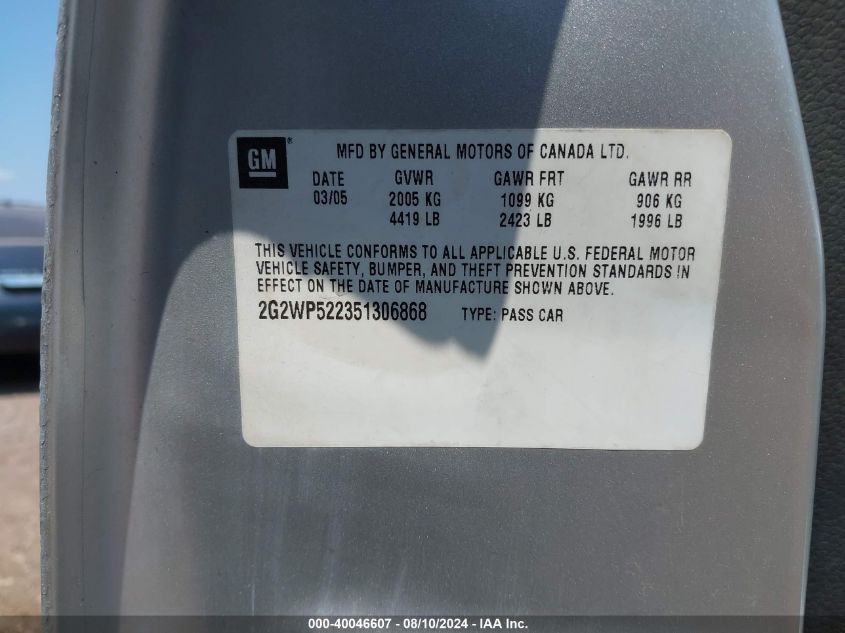 GM
MFD BY GENERAL MOTORS OF CANADA LTD.
DATE GVWR GAWR FRT GAWR RR
03/05 2005 KG 1099 KG 906 KG
4419 LB 2423 LB 1996 LB
THIS VEHICLE CONFORMS TO ALL APPLICABLE U.S. FEDERAL MOTOR
VEHICLE SAFETY, BUMPER, AND THEFT PREVENTION STANDARDS IN
EFFECT ON THE DATE OF MANUFACTURE SHOWN ABOVE.
2G2WP522351306868 TYPE: PASS CAR
000-40046607 - 08/10/2024 - IAA Inc.